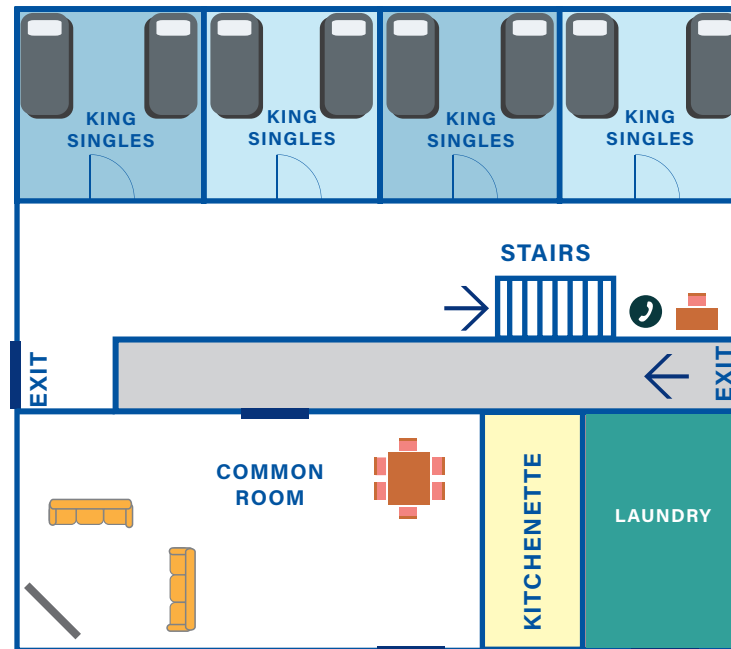 KING
SINGLES
KING
SINGLES
KING
SINGLES
KING
SINGLES
STAIRS
EXIT
EXIT
COMMON
ROOM
KITCHENETTE
LAUNDRY